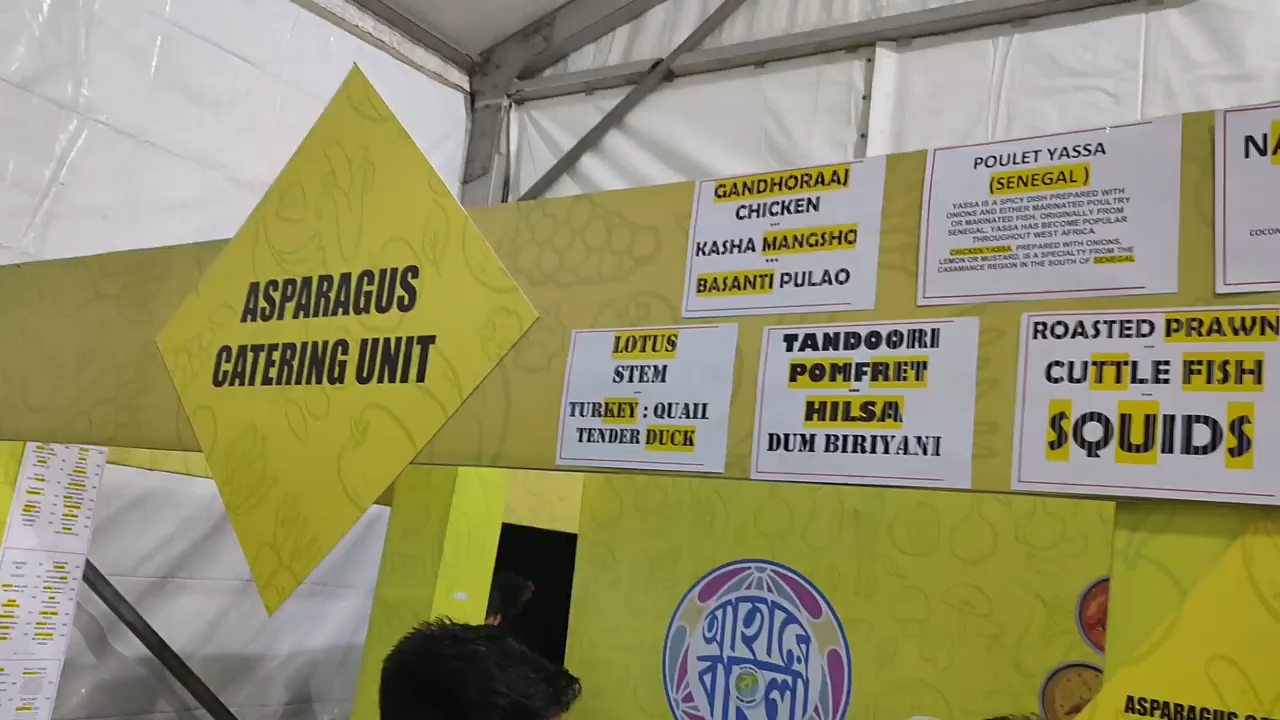 ASPARAGUS
CATERING UNIT
GANDHORAAJ
CHICKEN
KASHA MANGSHO
BASANTI PULAO
POULET YASSA
(SENEGAL )
YASSA IS A SPICY DISH PREPARED WITH
ONIONS AND EITHER MARINATED POULTRY
OR MARINATED FISH. ORIGINALLY FROM
SENEGAL, YASSA HAS BECOME POPULAR
THROUGHOUT WEST AFRICA.
CHICKEN YASSA, PREPARED WITH ONIONS,
LEMON OR MUSTARD, IS A SPECIALTY FROM THE
CASAMANCE REGION IN THE SOUTH OF SENEGAL
NA
COCON
LOTUS
STEM
TURKEY : QUAIL
TENDER DUCK
TANDOORI
POMFRET
HILSA
DUM BIRIYANI
ROASTED PRAWN
CUTTLE FISH
SQUIDS
আহারে
বাংলা
ASPARAGUS